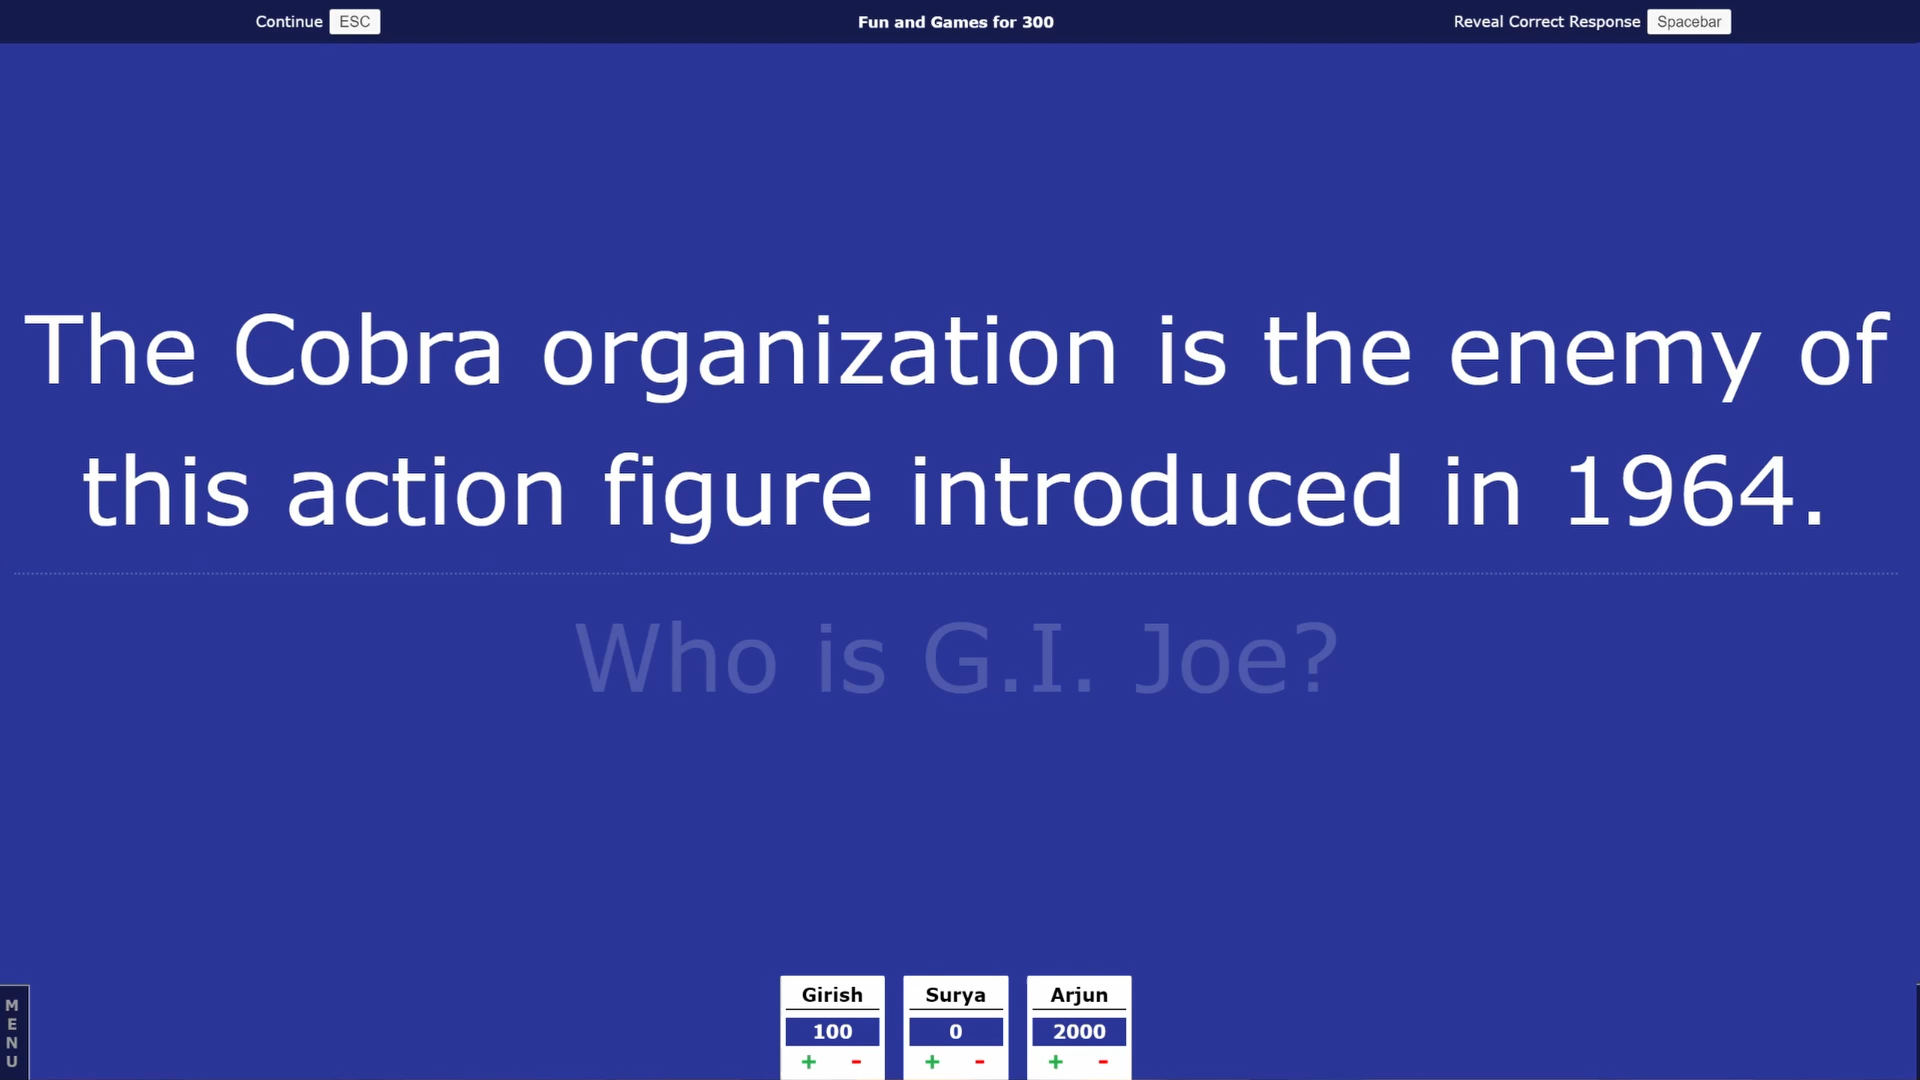 Continue ESC
Fun and Games for 300
Reveal Correct Response Spacebar
The Cobra organization is the enemy of
this action figure introduced in 1964.
Who is G.I. Joe?
MENU
Girish
100
+ -
Surya
0
+ -
Arjun
2000
+ -